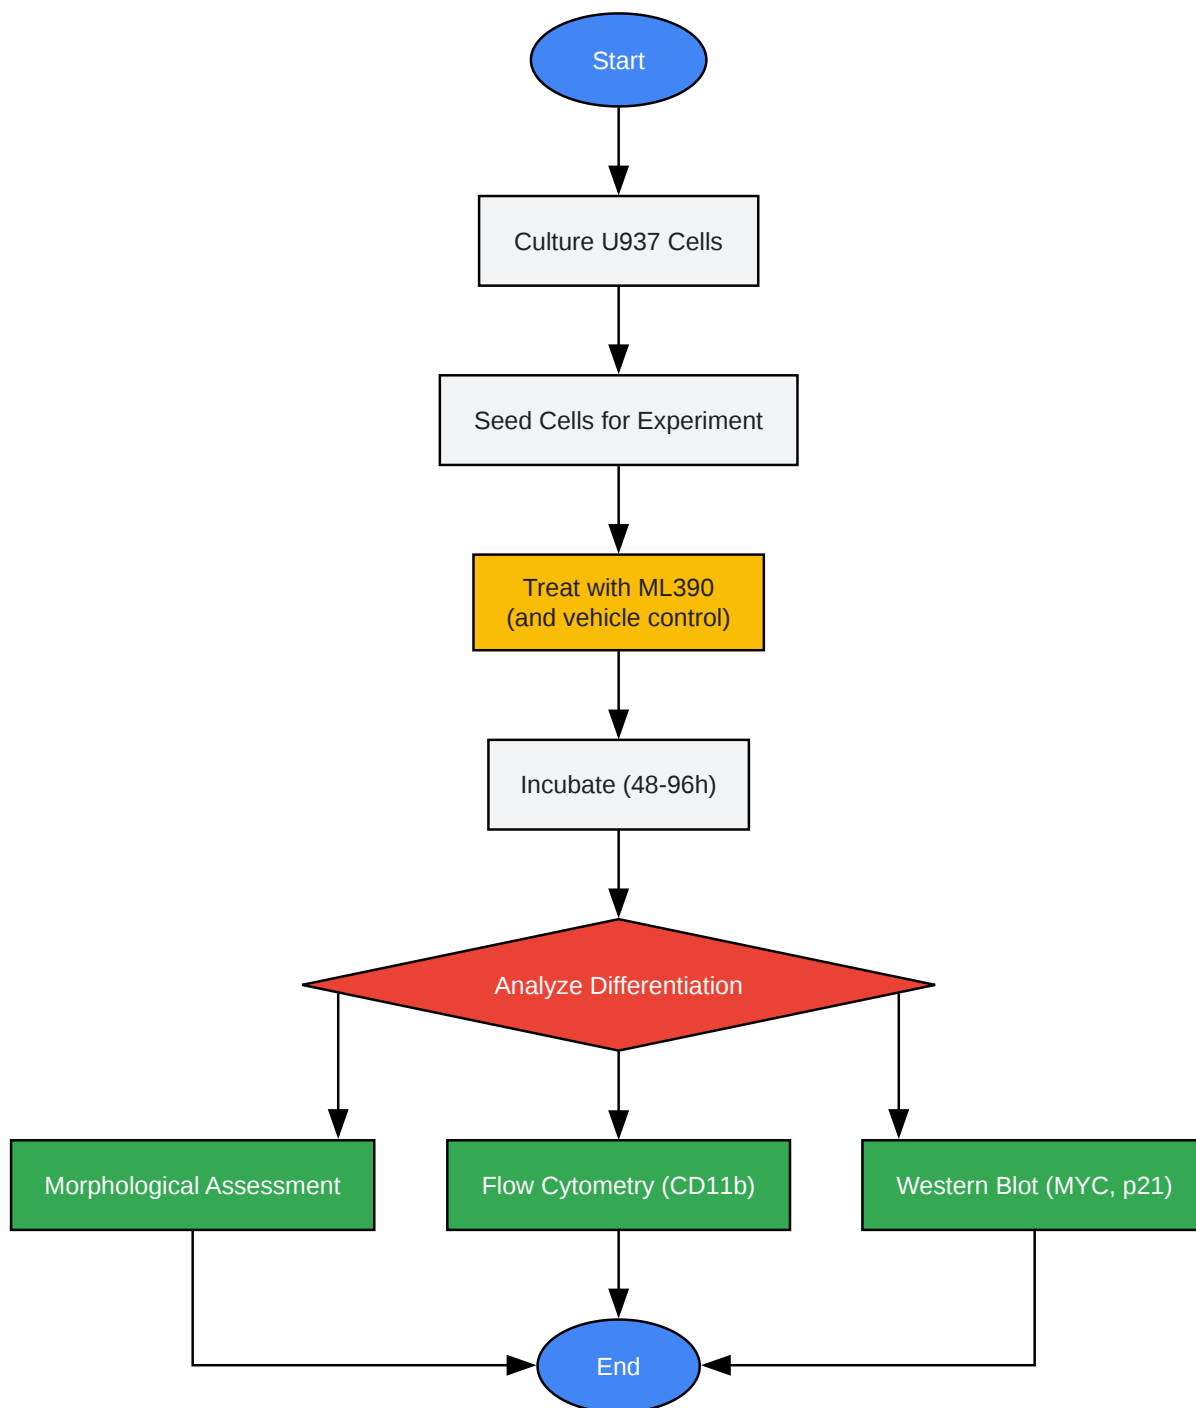 Start
Culture U937 Cells
Seed Cells for Experiment
Treat with ML390
(and vehicle control)
Incubate (48-96h)
Analyze Differentiation
Morphological Assessment
Flow Cytometry (CD11b)
Western Blot (MYC, p21)
End